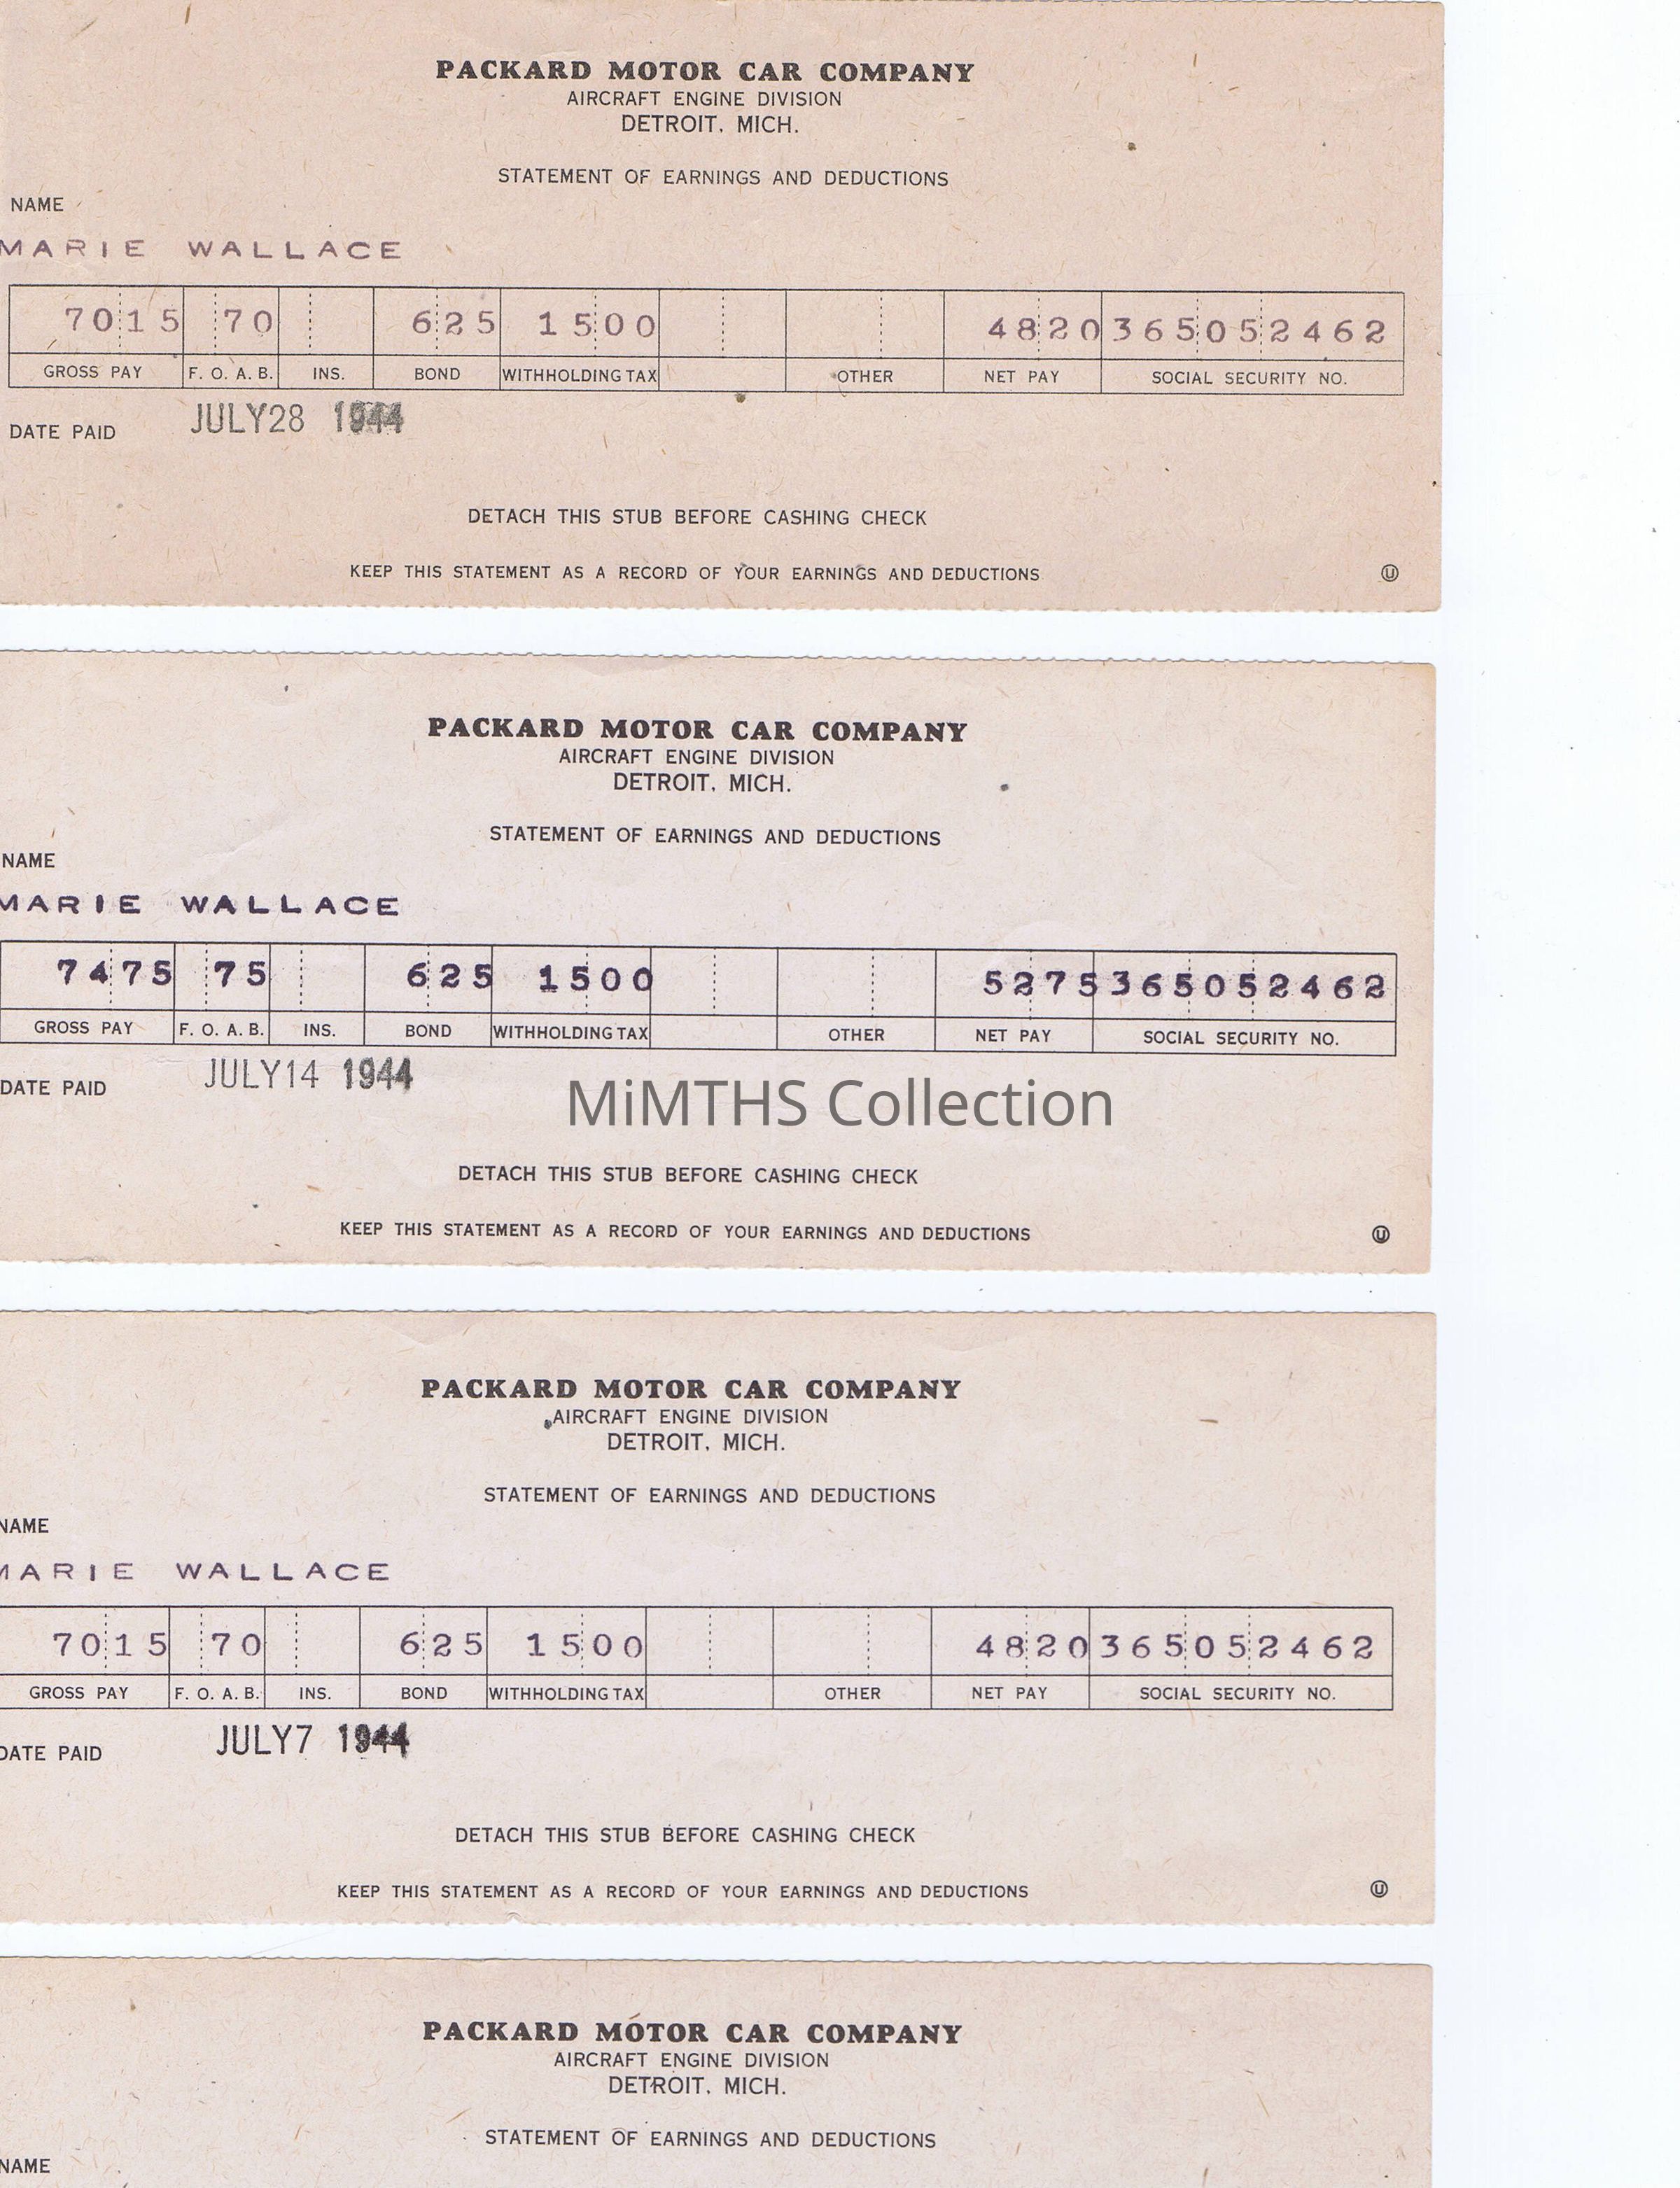 PACKARD MOTOR CAR COMPANY
AIRCRAFT ENGINE DIVISION
DETROIT, MICH.
STATEMENT OF EARNINGS AND DEDUCTIONS
NAME
MARIE WALLACE
7015 70 625 1500 4820 365052462
GROSS PAY F. O. A. B. INS. BOND WITHHOLDING TAX OTHER NET PAY SOCIAL SECURITY NO.
DATE PAID JULY28 1944
DETACH THIS STUB BEFORE CASHING CHECK
KEEP THIS STATEMENT AS A RECORD OF YOUR EARNINGS AND DEDUCTIONS
U
PACKARD MOTOR CAR COMPANY
AIRCRAFT ENGINE DIVISION
DETROIT, MICH.
STATEMENT OF EARNINGS AND DEDUCTIONS
NAME
MARIE WALLACE
7475 75 625 1500 5275 365052462
GROSS PAY F. O. A. B. INS. BOND WITHHOLDING TAX OTHER NET PAY SOCIAL SECURITY NO.
DATE PAID JULY14 1944
MiMTHS Collection
DETACH THIS STUB BEFORE CASHING CHECK
KEEP THIS STATEMENT AS A RECORD OF YOUR EARNINGS AND DEDUCTIONS
U
PACKARD MOTOR CAR COMPANY
AIRCRAFT ENGINE DIVISION
DETROIT, MICH.
STATEMENT OF EARNINGS AND DEDUCTIONS
NAME
MARIE WALLACE
7015 70 625 1500 4820 365052462
GROSS PAY F. O. A. B. INS. BOND WITHHOLDING TAX OTHER NET PAY SOCIAL SECURITY NO.
DATE PAID JULY7 1944
DETACH THIS STUB BEFORE CASHING CHECK
KEEP THIS STATEMENT AS A RECORD OF YOUR EARNINGS AND DEDUCTIONS
U
PACKARD MOTOR CAR COMPANY
AIRCRAFT ENGINE DIVISION
DETROIT, MICH.
STATEMENT OF EARNINGS AND DEDUCTIONS
NAME